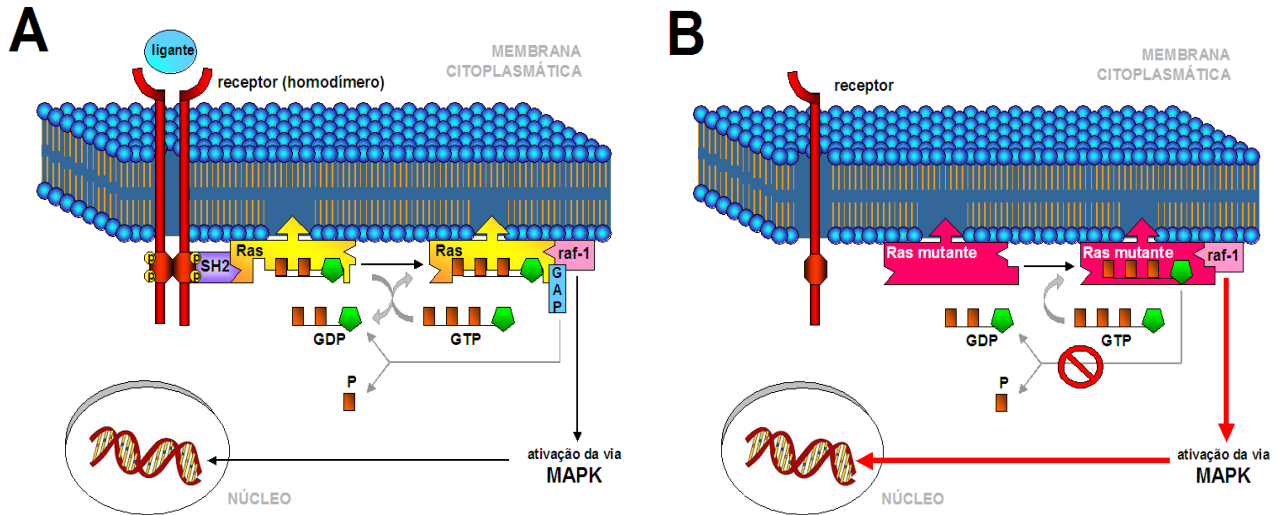 A
ligante
receptor (homodímero)
MEMBRANA
CITOPLASMÁTICA
P
P
P
P
SH2
Ras
Ras
raf-1
G
A
P
GDP
GTP
P
ativação da via
MAPK
NÚCLEO
B
receptor
MEMBRANA
CITOPLASMÁTICA
Ras mutante
Ras mutante
raf-1
GDP
GTP
P
ativação da via
MAPK
NÚCLEO